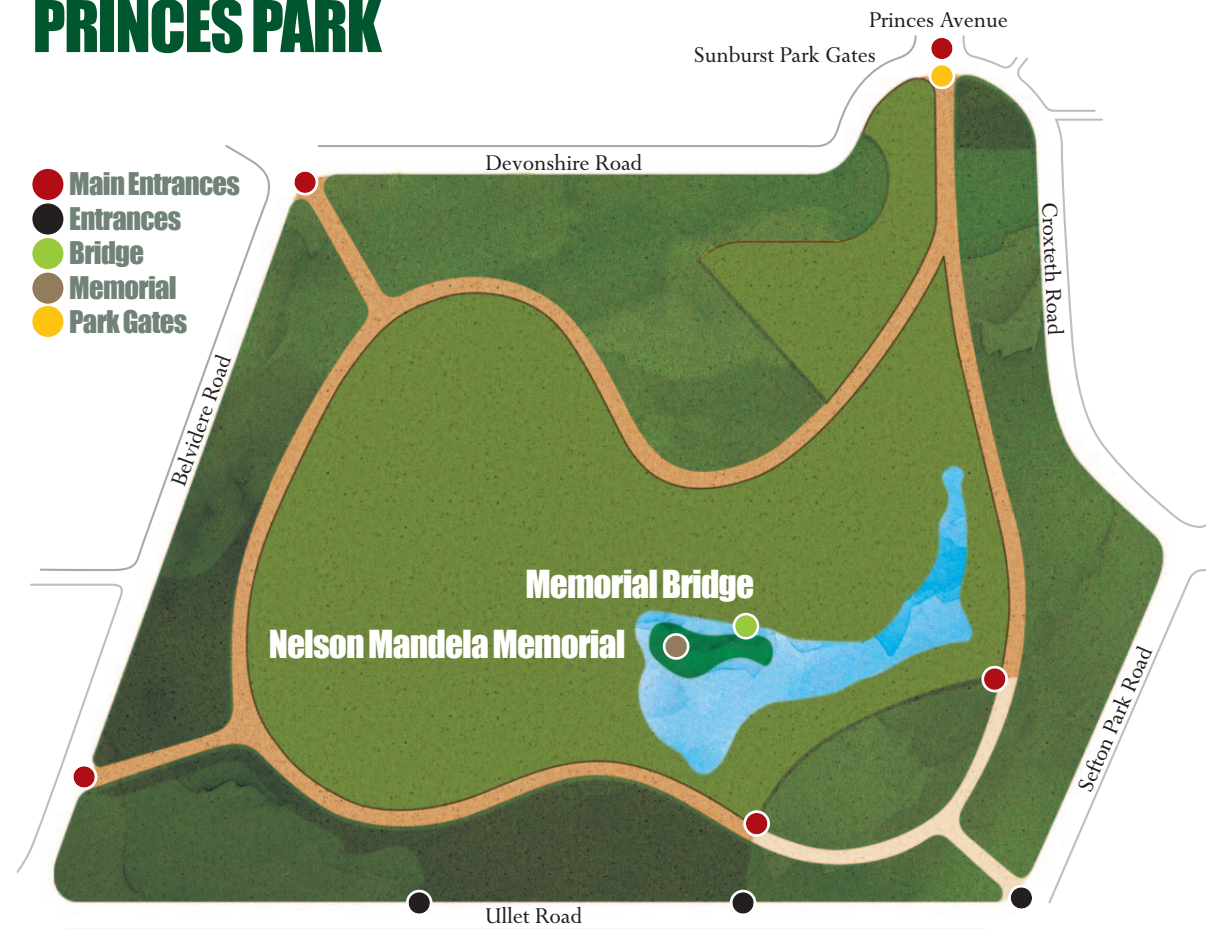 PRINCES PARK
Princes Avenue
Sunburst Park Gates
Devonshire Road
Main Entrances
Entrances
Bridge
Memorial
Park Gates
Croxteth Road
Belvidere Road
Memorial Bridge
Nelson Mandela Memorial
Sefton Park Road
Ullet Road